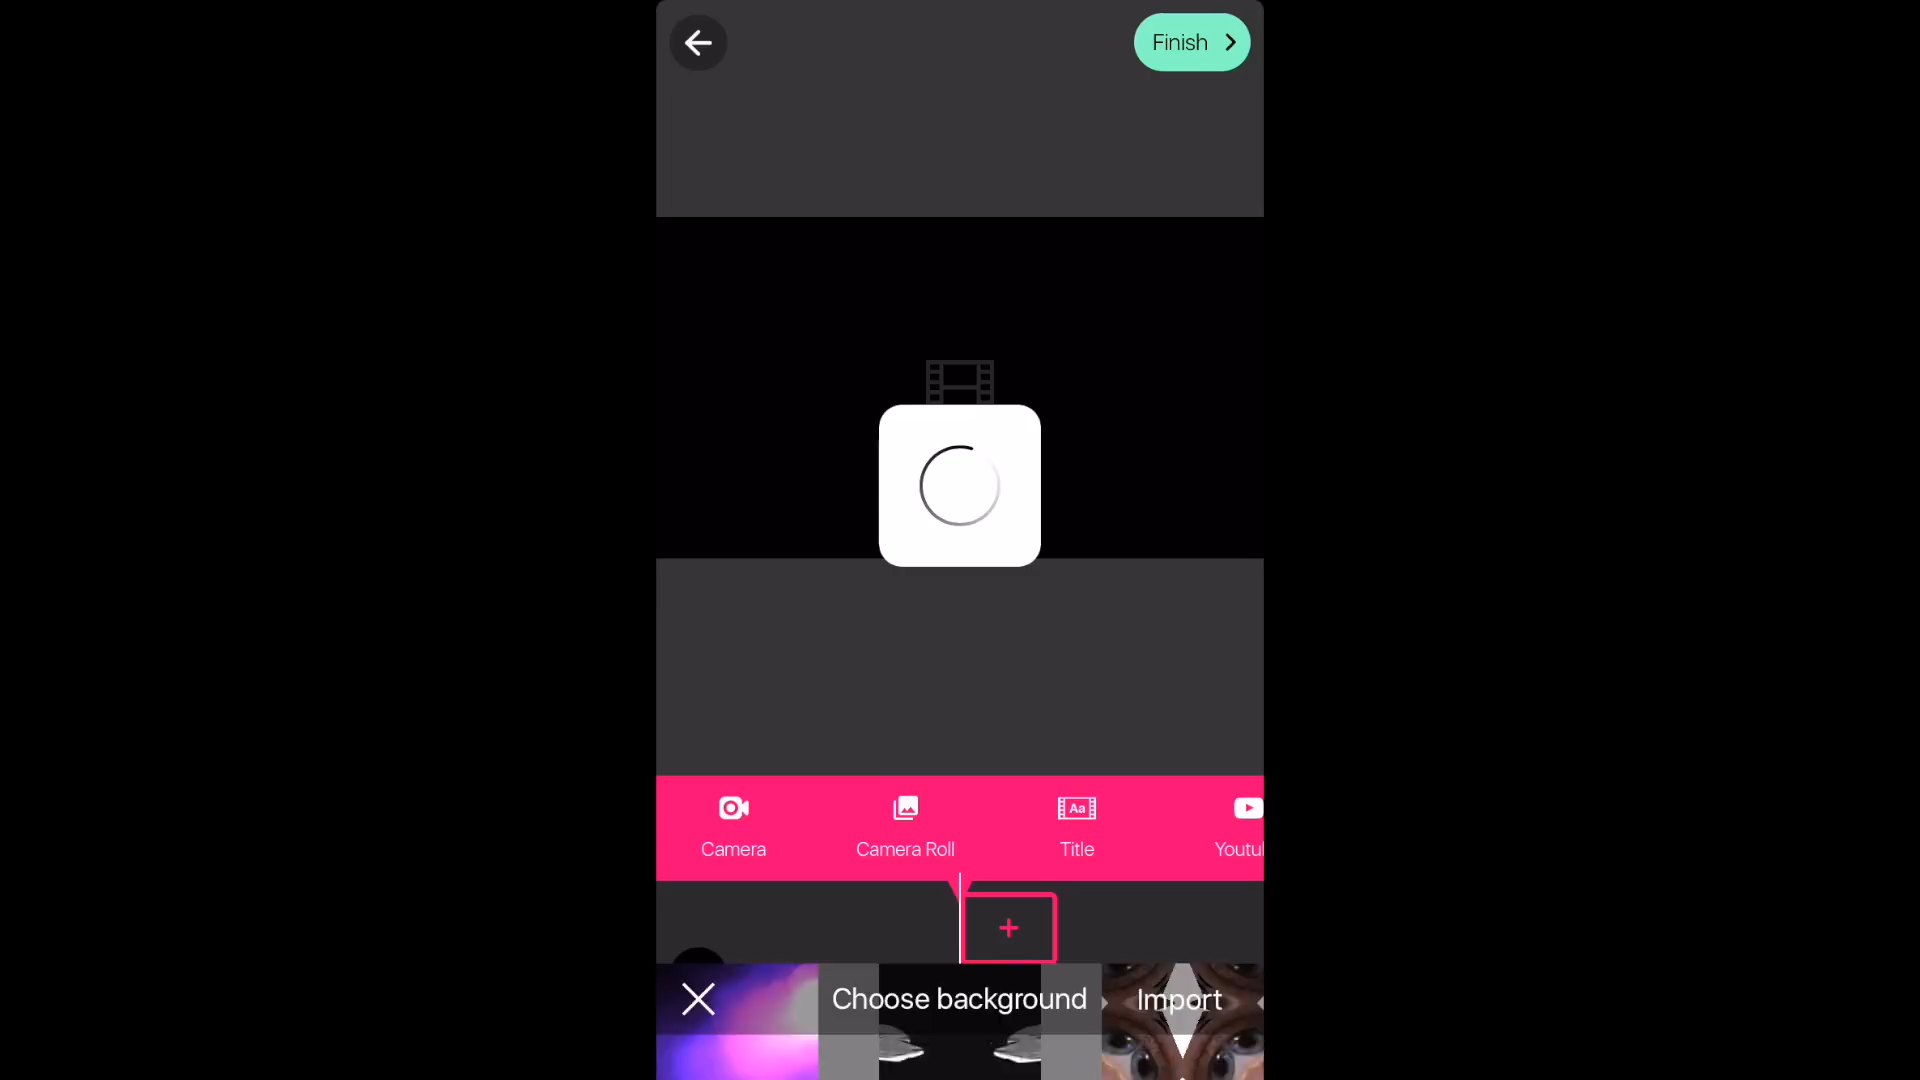 Finish
Camera
Camera Roll
Aa
Title
Choose background
Import